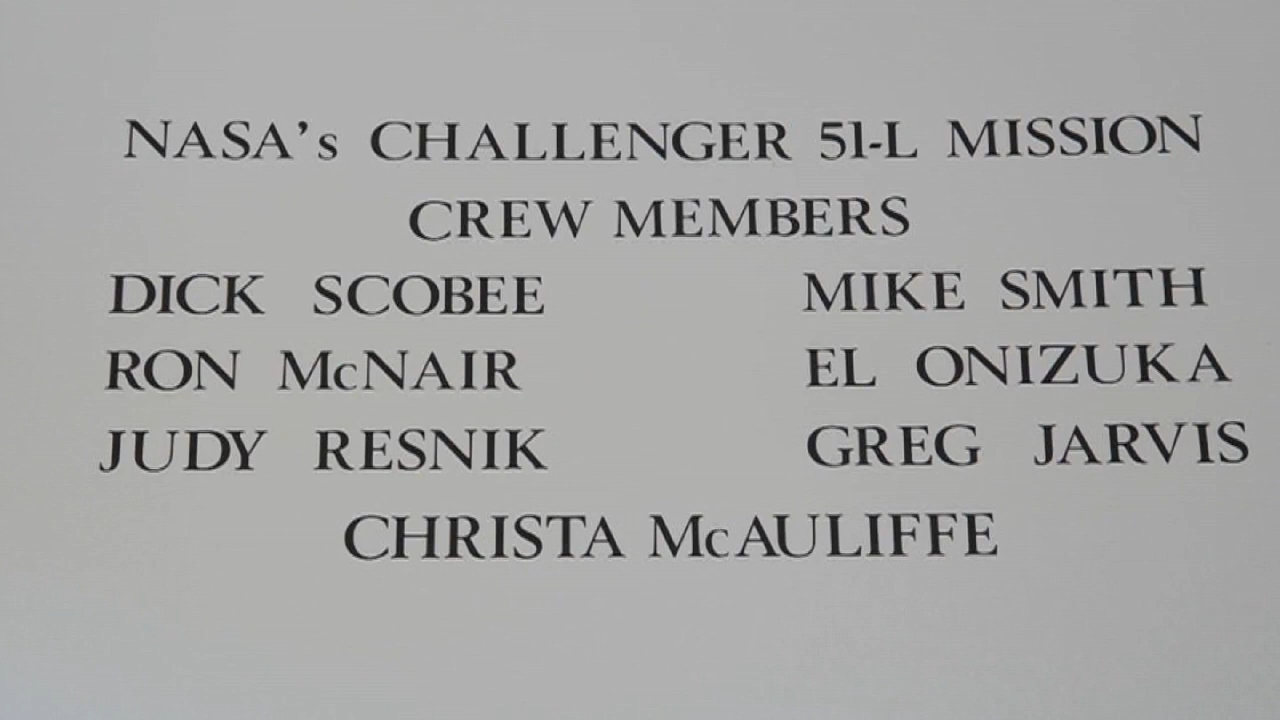 NASA's CHALLENGER 51-L MISSION
CREW MEMBERS
DICK SCOBEE MIKE SMITH
RON McNAIR EL ONIZUKA
JUDY RESNIK GREG JARVIS
CHRISTA McAULIFFE